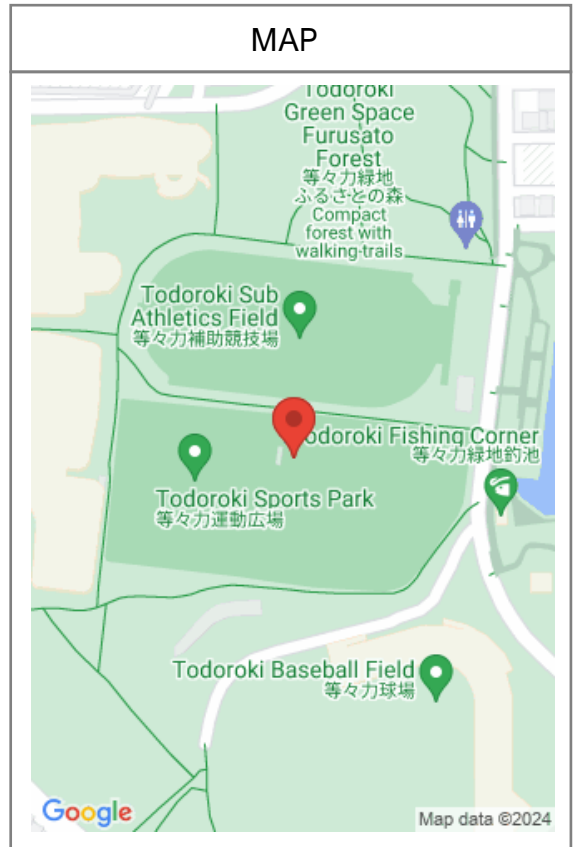 MAP
Todoroki
Green Space
Furusato
Forest
等々力緑地
ふるさとの森
Compact
forest with
walking trails
Todoroki Sub
Athletics Field
等々力補助競技場
odoroki Fishing Corner
等々力緑地釣池
Todoroki Sports Park
等々力運動広場
Todoroki Baseball Field
等々力球場
Google
Map data ©2024